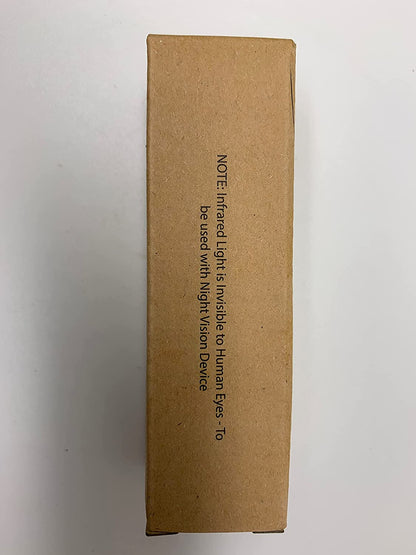 NOTE: Infrared Light is Invisible to Human Eyes - To
be used with Night Vision Device